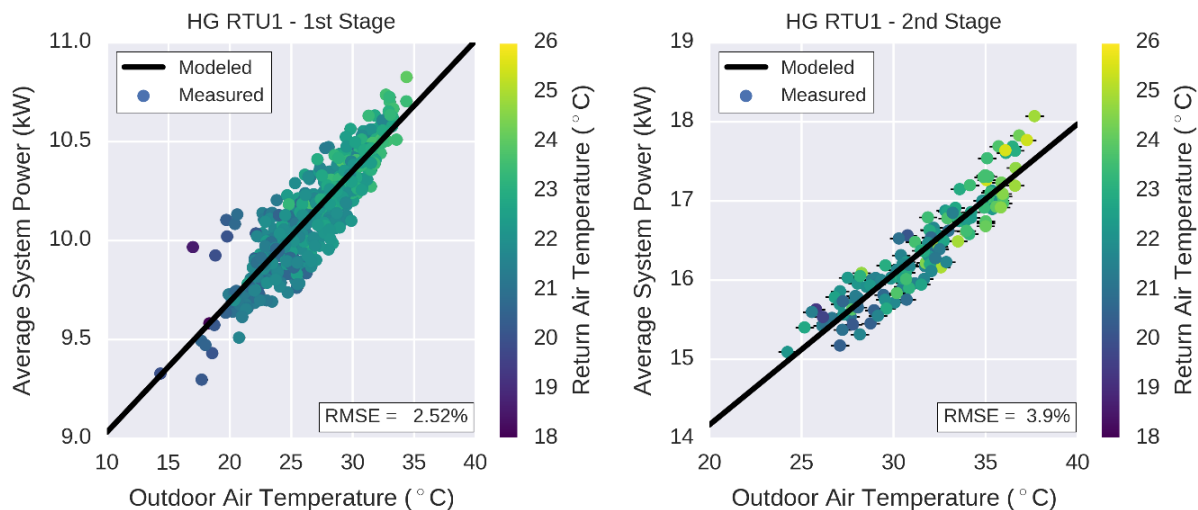 HG RTU1 - 1st Stage
Average System Power (kW)
11.0
10.5
10.0
9.5
9.0
Modeled
Measured
RMSE = 2.52%
10 15 20 25 30 35 40
Outdoor Air Temperature (°C)
26
25
24
23
22
21
20
19
18
Return Air Temperature (°C)
HG RTU1 - 2nd Stage
Average System Power (kW)
19
18
17
16
15
14
Modeled
Measured
RMSE = 3.9%
20 25 30 35 40
Outdoor Air Temperature (°C)
26
25
24
23
22
21
20
19
18
Return Air Temperature (°C)